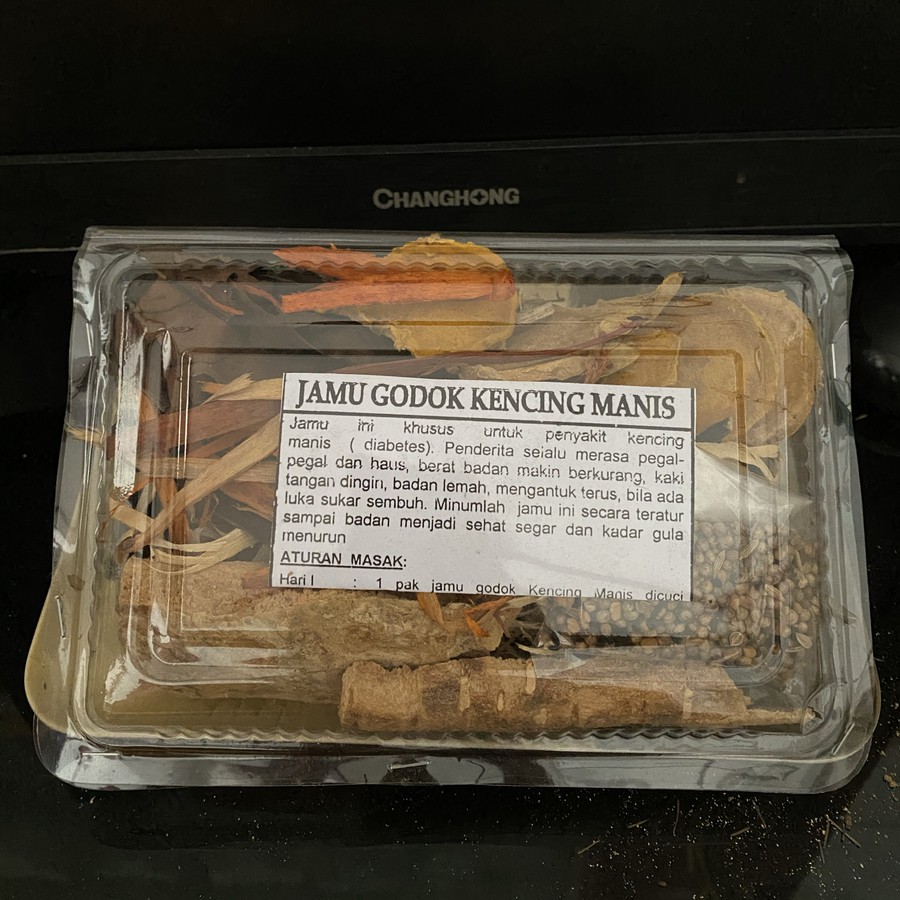 CHANGHONG
JAMU GODOK KENCING MANIS
Jamu ini khusus untuk penyakit kencing
manis ( diabetes). Penderita selalu merasa pegal-
pegal dan haus, berat badan makin berkurang, kaki
tangan dingin, badan lemah, mengantuk terus, bila ada
luka sukar sembuh. Minumlah jamu ini secara teratur
sampai badan menjadi sehat segar dan kadar gula
menurun
ATURAN MASAK:
Hari I : 1 pak jamu godok Kencing Manis dicuci